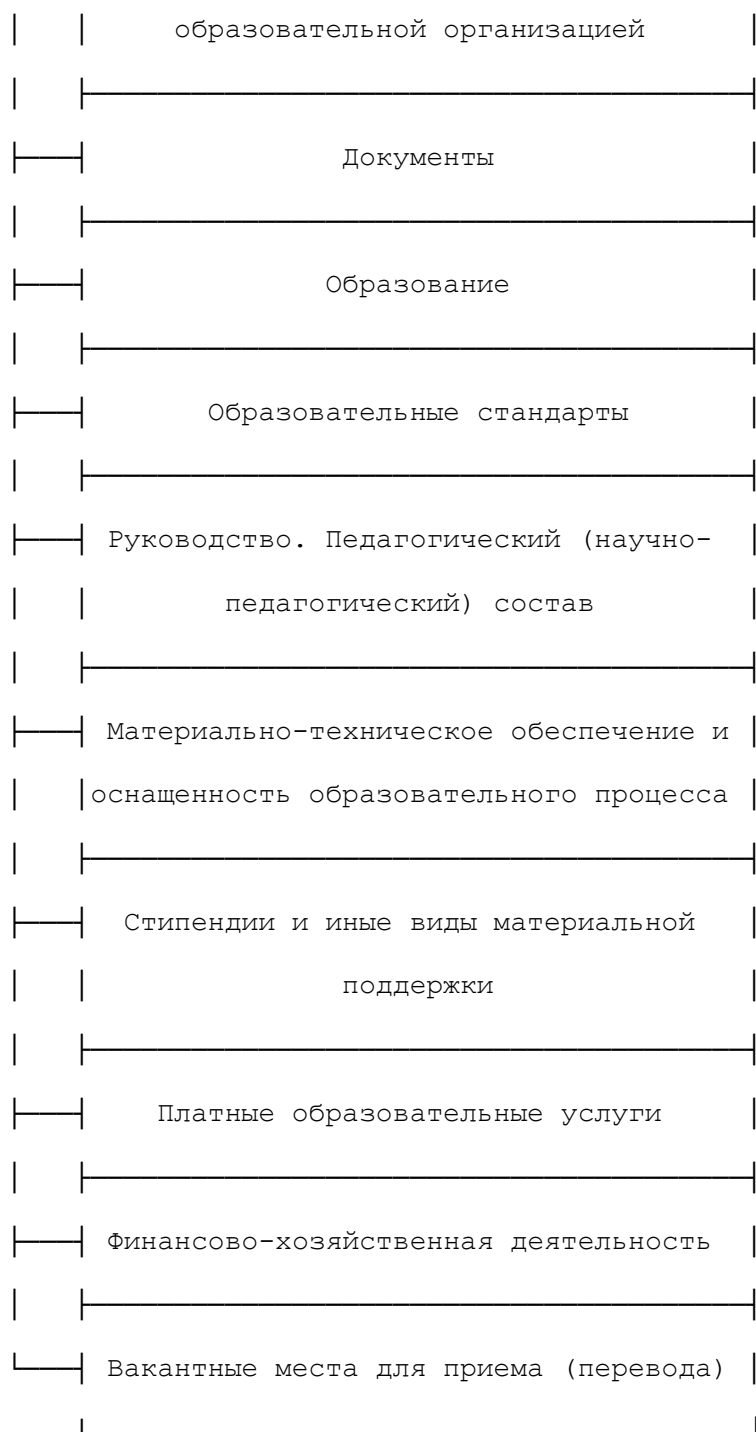 образовательной организацией
Документы
Образование
Образовательные стандарты
Руководство. Педагогический (научно-
педагогический) состав
Материально-техническое обеспечение и
оснащенность образовательного процесса
Стипендии и иные виды материальной
поддержки
Платные образовательные услуги
Финансово-хозяйственная деятельность
Вакантные места для приема (перевода)